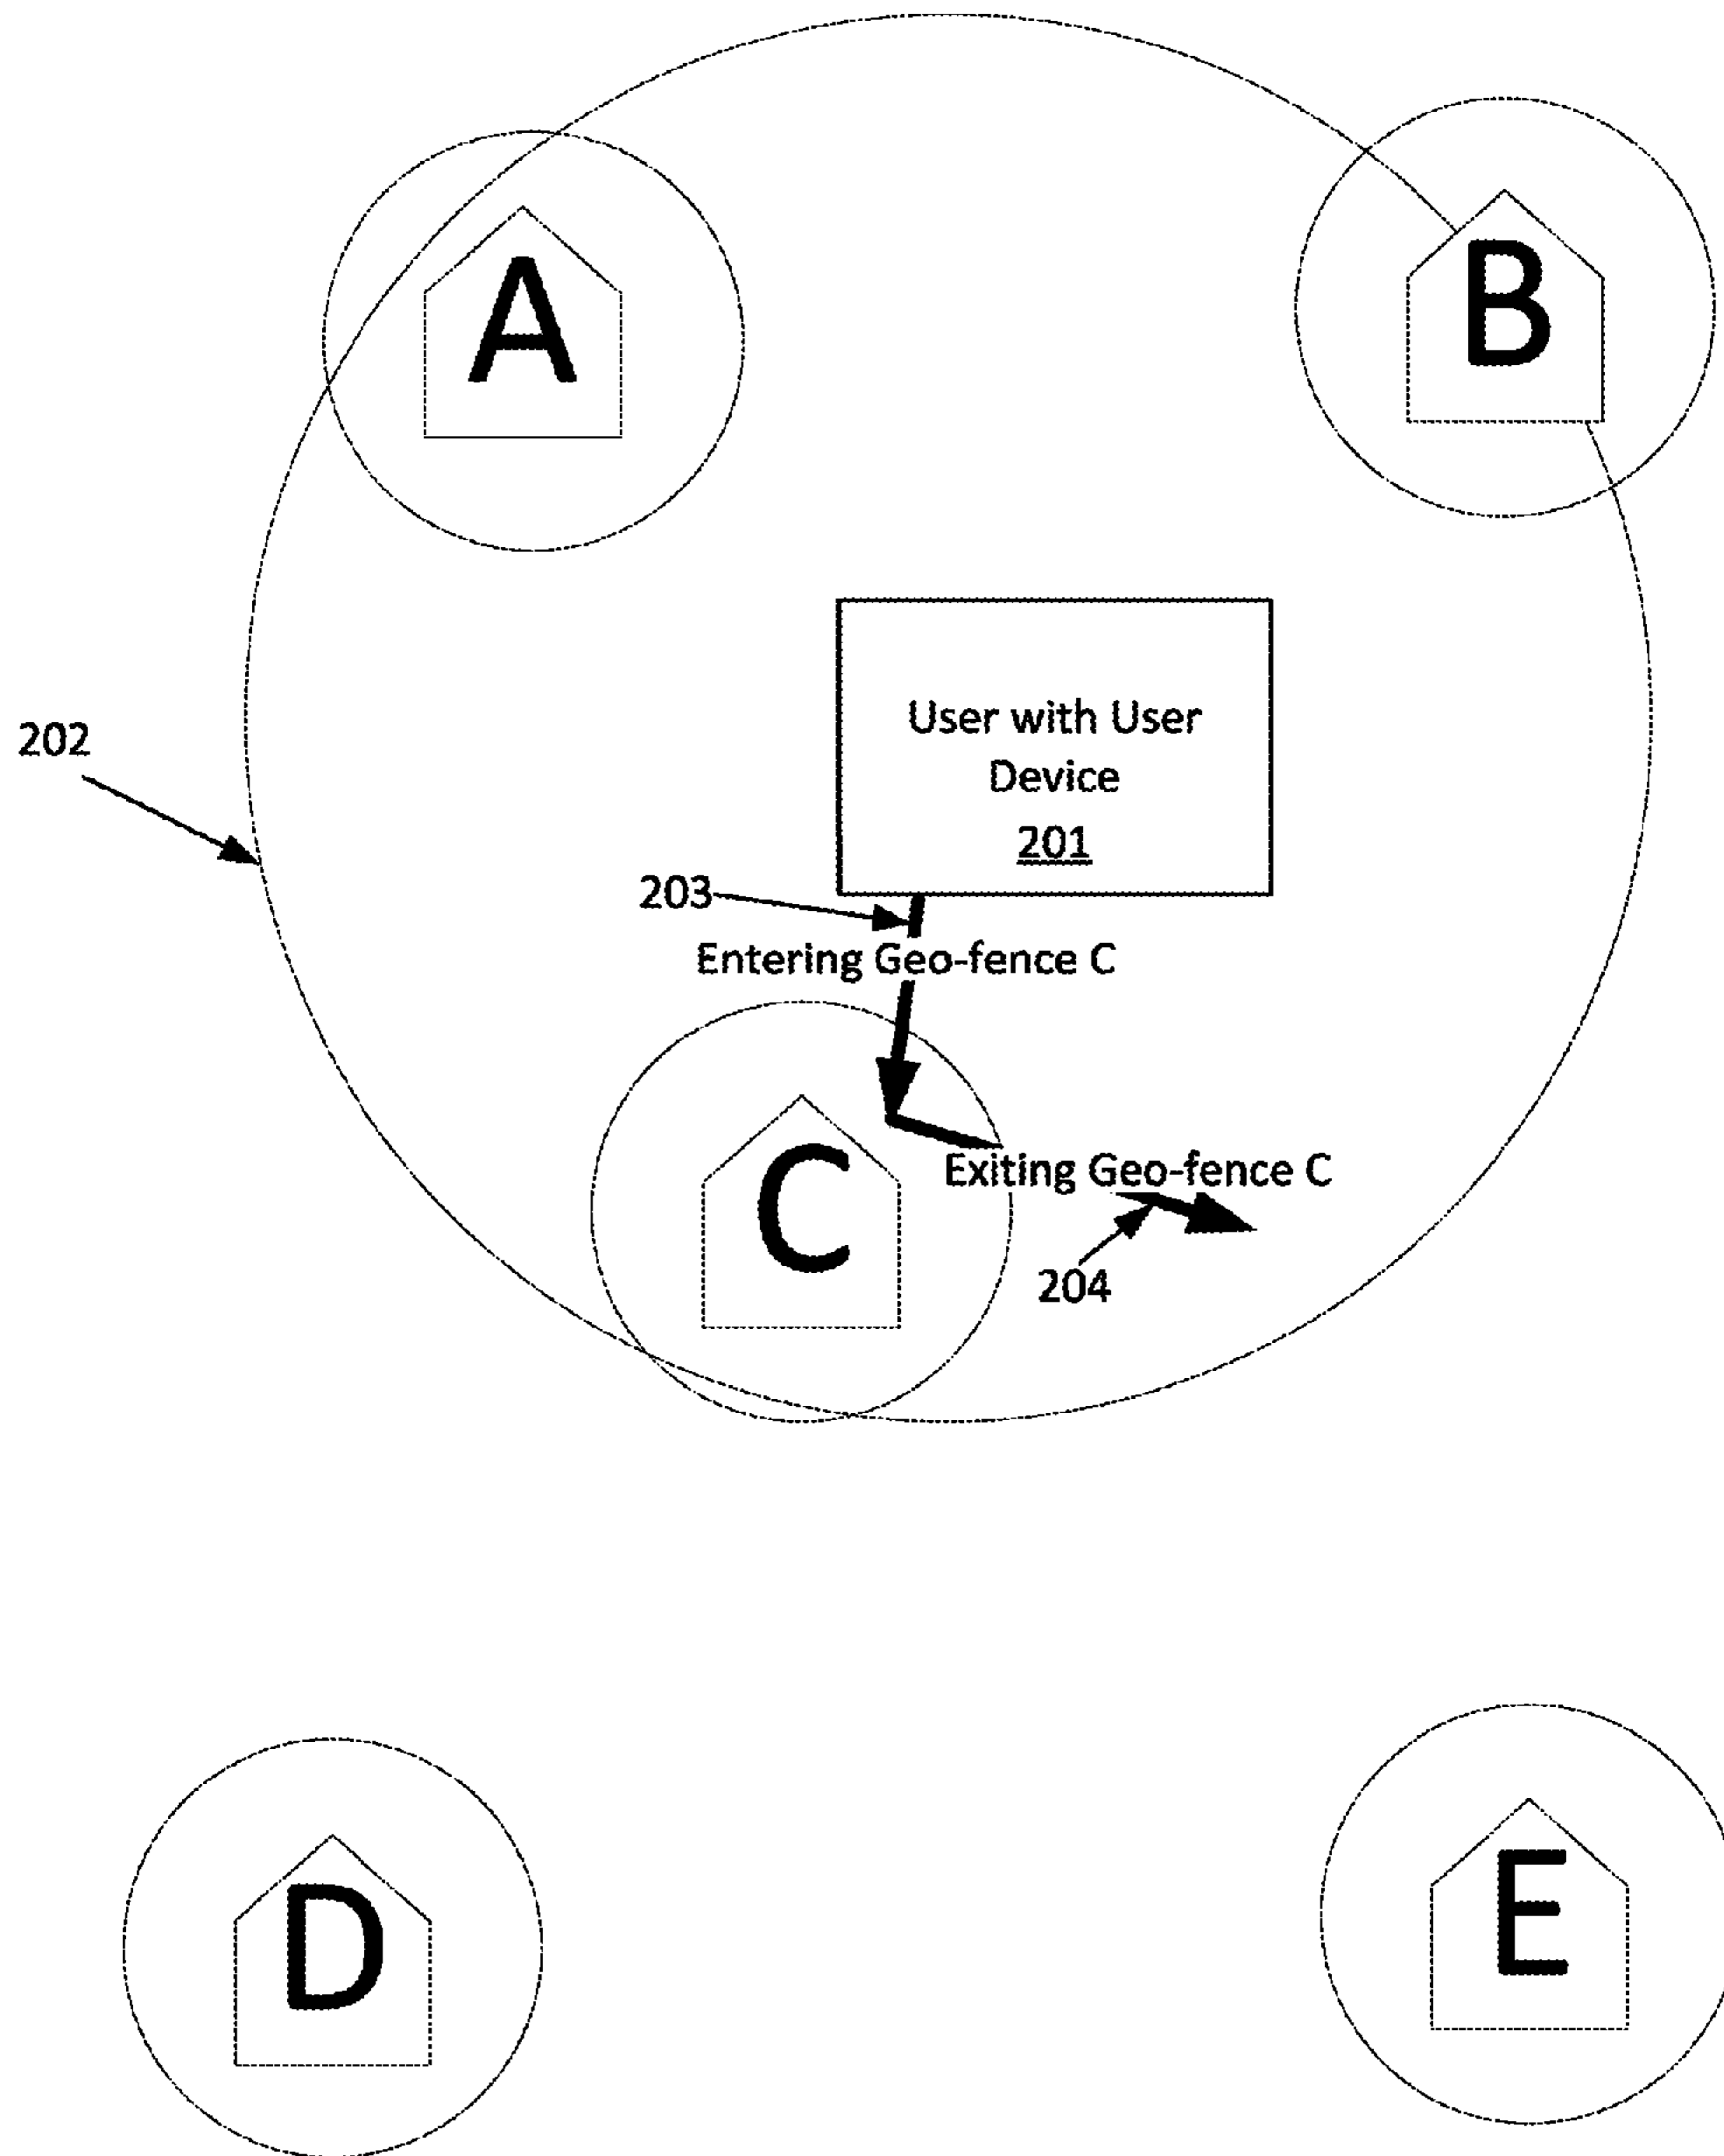 A
B
User with User
Device
201
202
203
Entering Geo-fence C
C
Exiting Geo-fence C
204
D
E